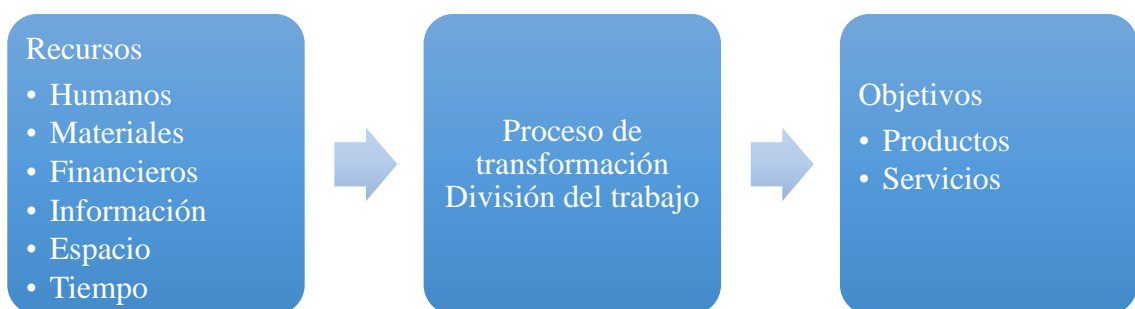 Recursos
• Humanos
• Materiales
• Financieros
• Información
• Espacio
• Tiempo
Proceso de
transformación
División del trabajo
Objetivos
• Productos
• Servicios